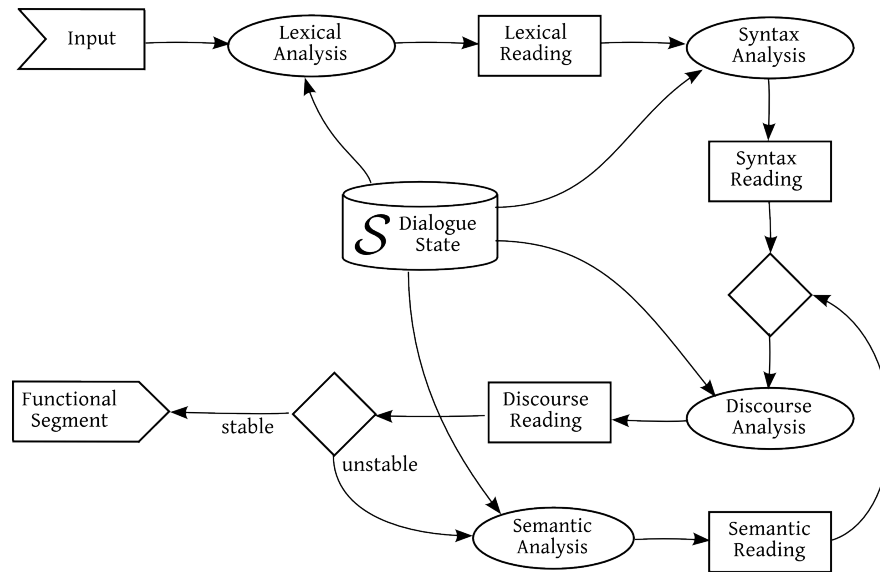 Input
Lexical
Analysis
Lexical
Reading
Syntax
Analysis
Syntax
Reading
𝒮 Dialogue
State
Functional
Segment
stable
unstable
Discourse
Reading
Discourse
Analysis
Semantic
Analysis
Semantic
Reading